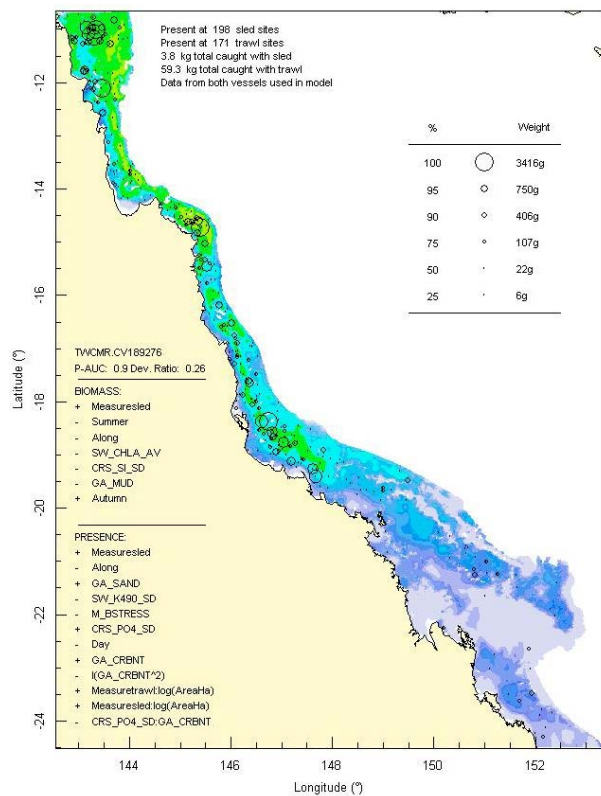 Present at 198 sled sites
Present at 171 trawl sites
3.8 kg total caught with sled
59.3 kg total caught with trawl
Data from both vessels used in model
% Weight
100 3416g
95 750g
90 406g
75 107g
50 22g
25 6g
TWCMR.CV189276
P-AUC: 0.9 Dev. Ratio: 0.26
BIOMASS:
+ Measuresled
- Summer
- Along
- SW_CHLA_AV
- CRS_SI_SD
- GA_MUD
+ Autumn
PRESENCE:
+ Measuresled
- Along
+ GA_SAND
- SW_K490_SD
- M_BSTRESS
+ CRS_PO4_SD
- Day
+ GA_CRBNT
- I(GA_CRBNT^2)
+ Measuretrawl:log(AreaHa)
+ Measuresled:log(AreaHa)
- CRS_PO4_SD:GA_CRBNT
Latitude (°)
-12
-14
-16
-18
-20
-22
-24
144 146 148 150 152
Longitude (°)